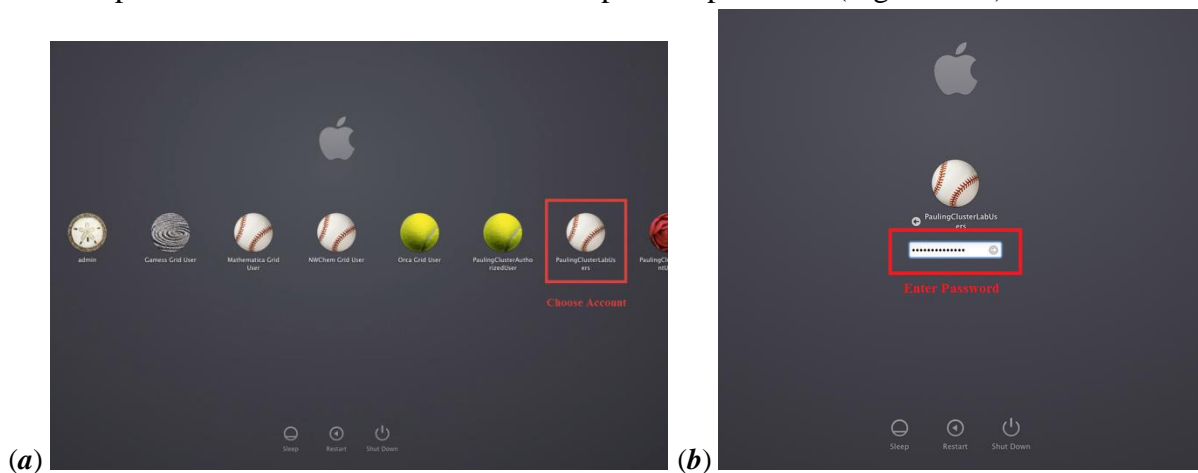 (a)
admin
Gamess Grid User
Mathematica Grid
User
NWChem Grid User
Orca Grid User
PaulingClusterAutho
rizedUser
PaulingClusterLabUs
ers
Choose Account
Sleep
Restart
Shut Down
(b)
PaulingClusterLabUs
ers
Enter Password
Sleep
Restart
Shut Down